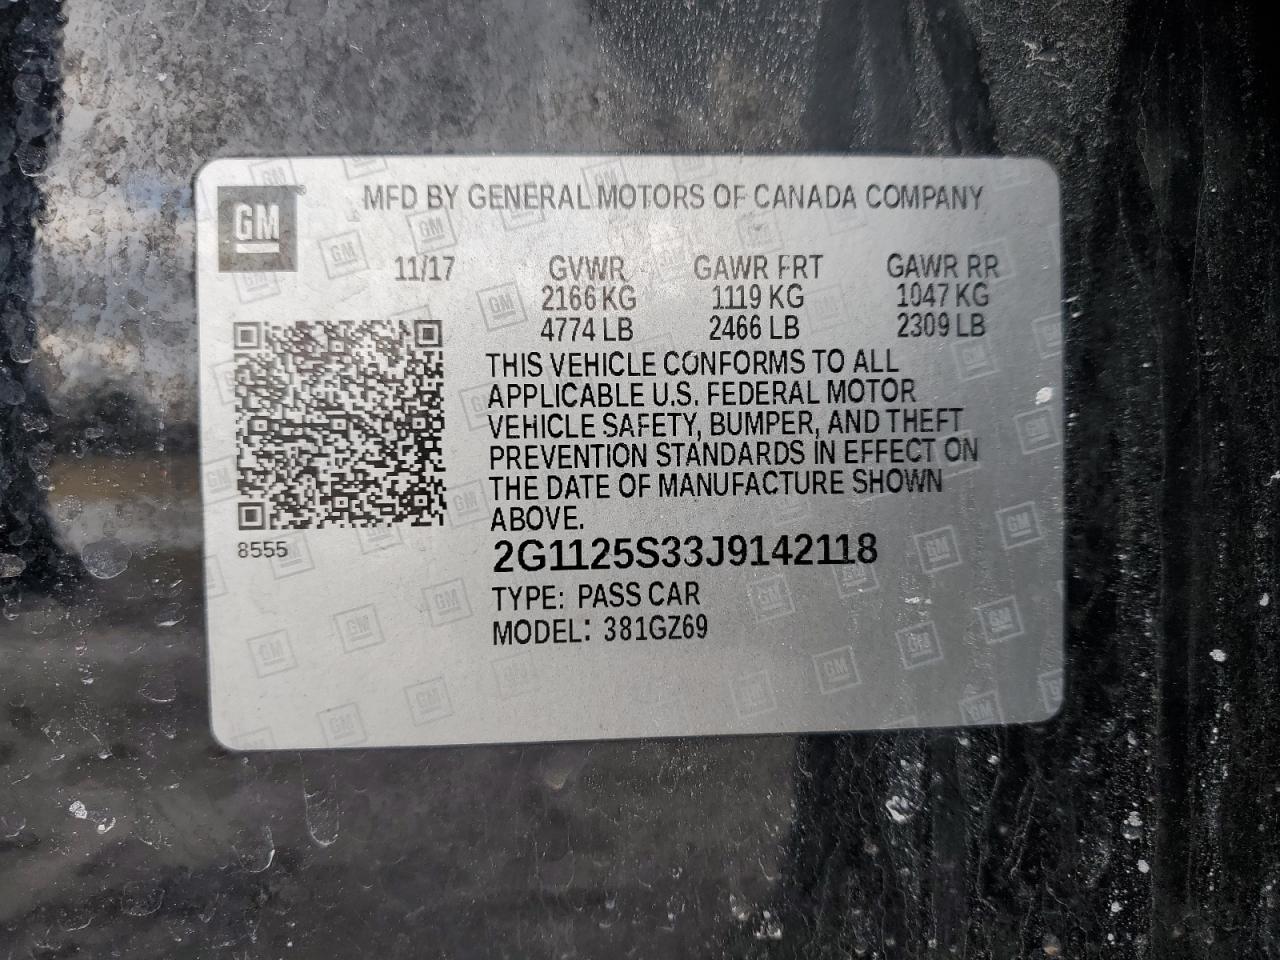 GM®
MFD BY GENERAL MOTORS OF CANADA COMPANY
11/17 GVWR GAWR FRT GAWR RR
2166 KG 1119 KG 1047 KG
4774 LB 2466 LB 2309 LB
THIS VEHICLE CONFORMS TO ALL
APPLICABLE U.S. FEDERAL MOTOR
VEHICLE SAFETY, BUMPER, AND THEFT
PREVENTION STANDARDS IN EFFECT ON
THE DATE OF MANUFACTURE SHOWN
ABOVE.
8555
2G1125S33J9142118
TYPE: PASS CAR
MODEL: 381GZ69